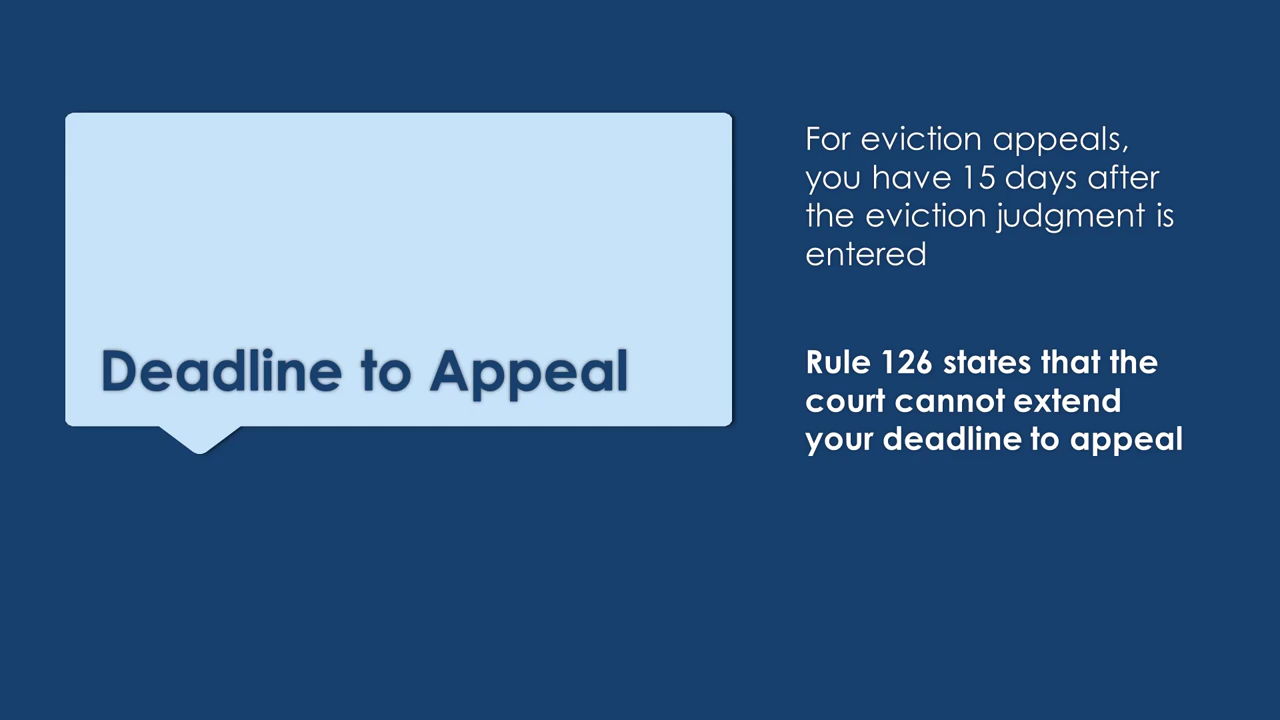 Deadline to Appeal
For eviction appeals,
you have 15 days after
the eviction judgment is
entered
Rule 126 states that the
court cannot extend
your deadline to appeal